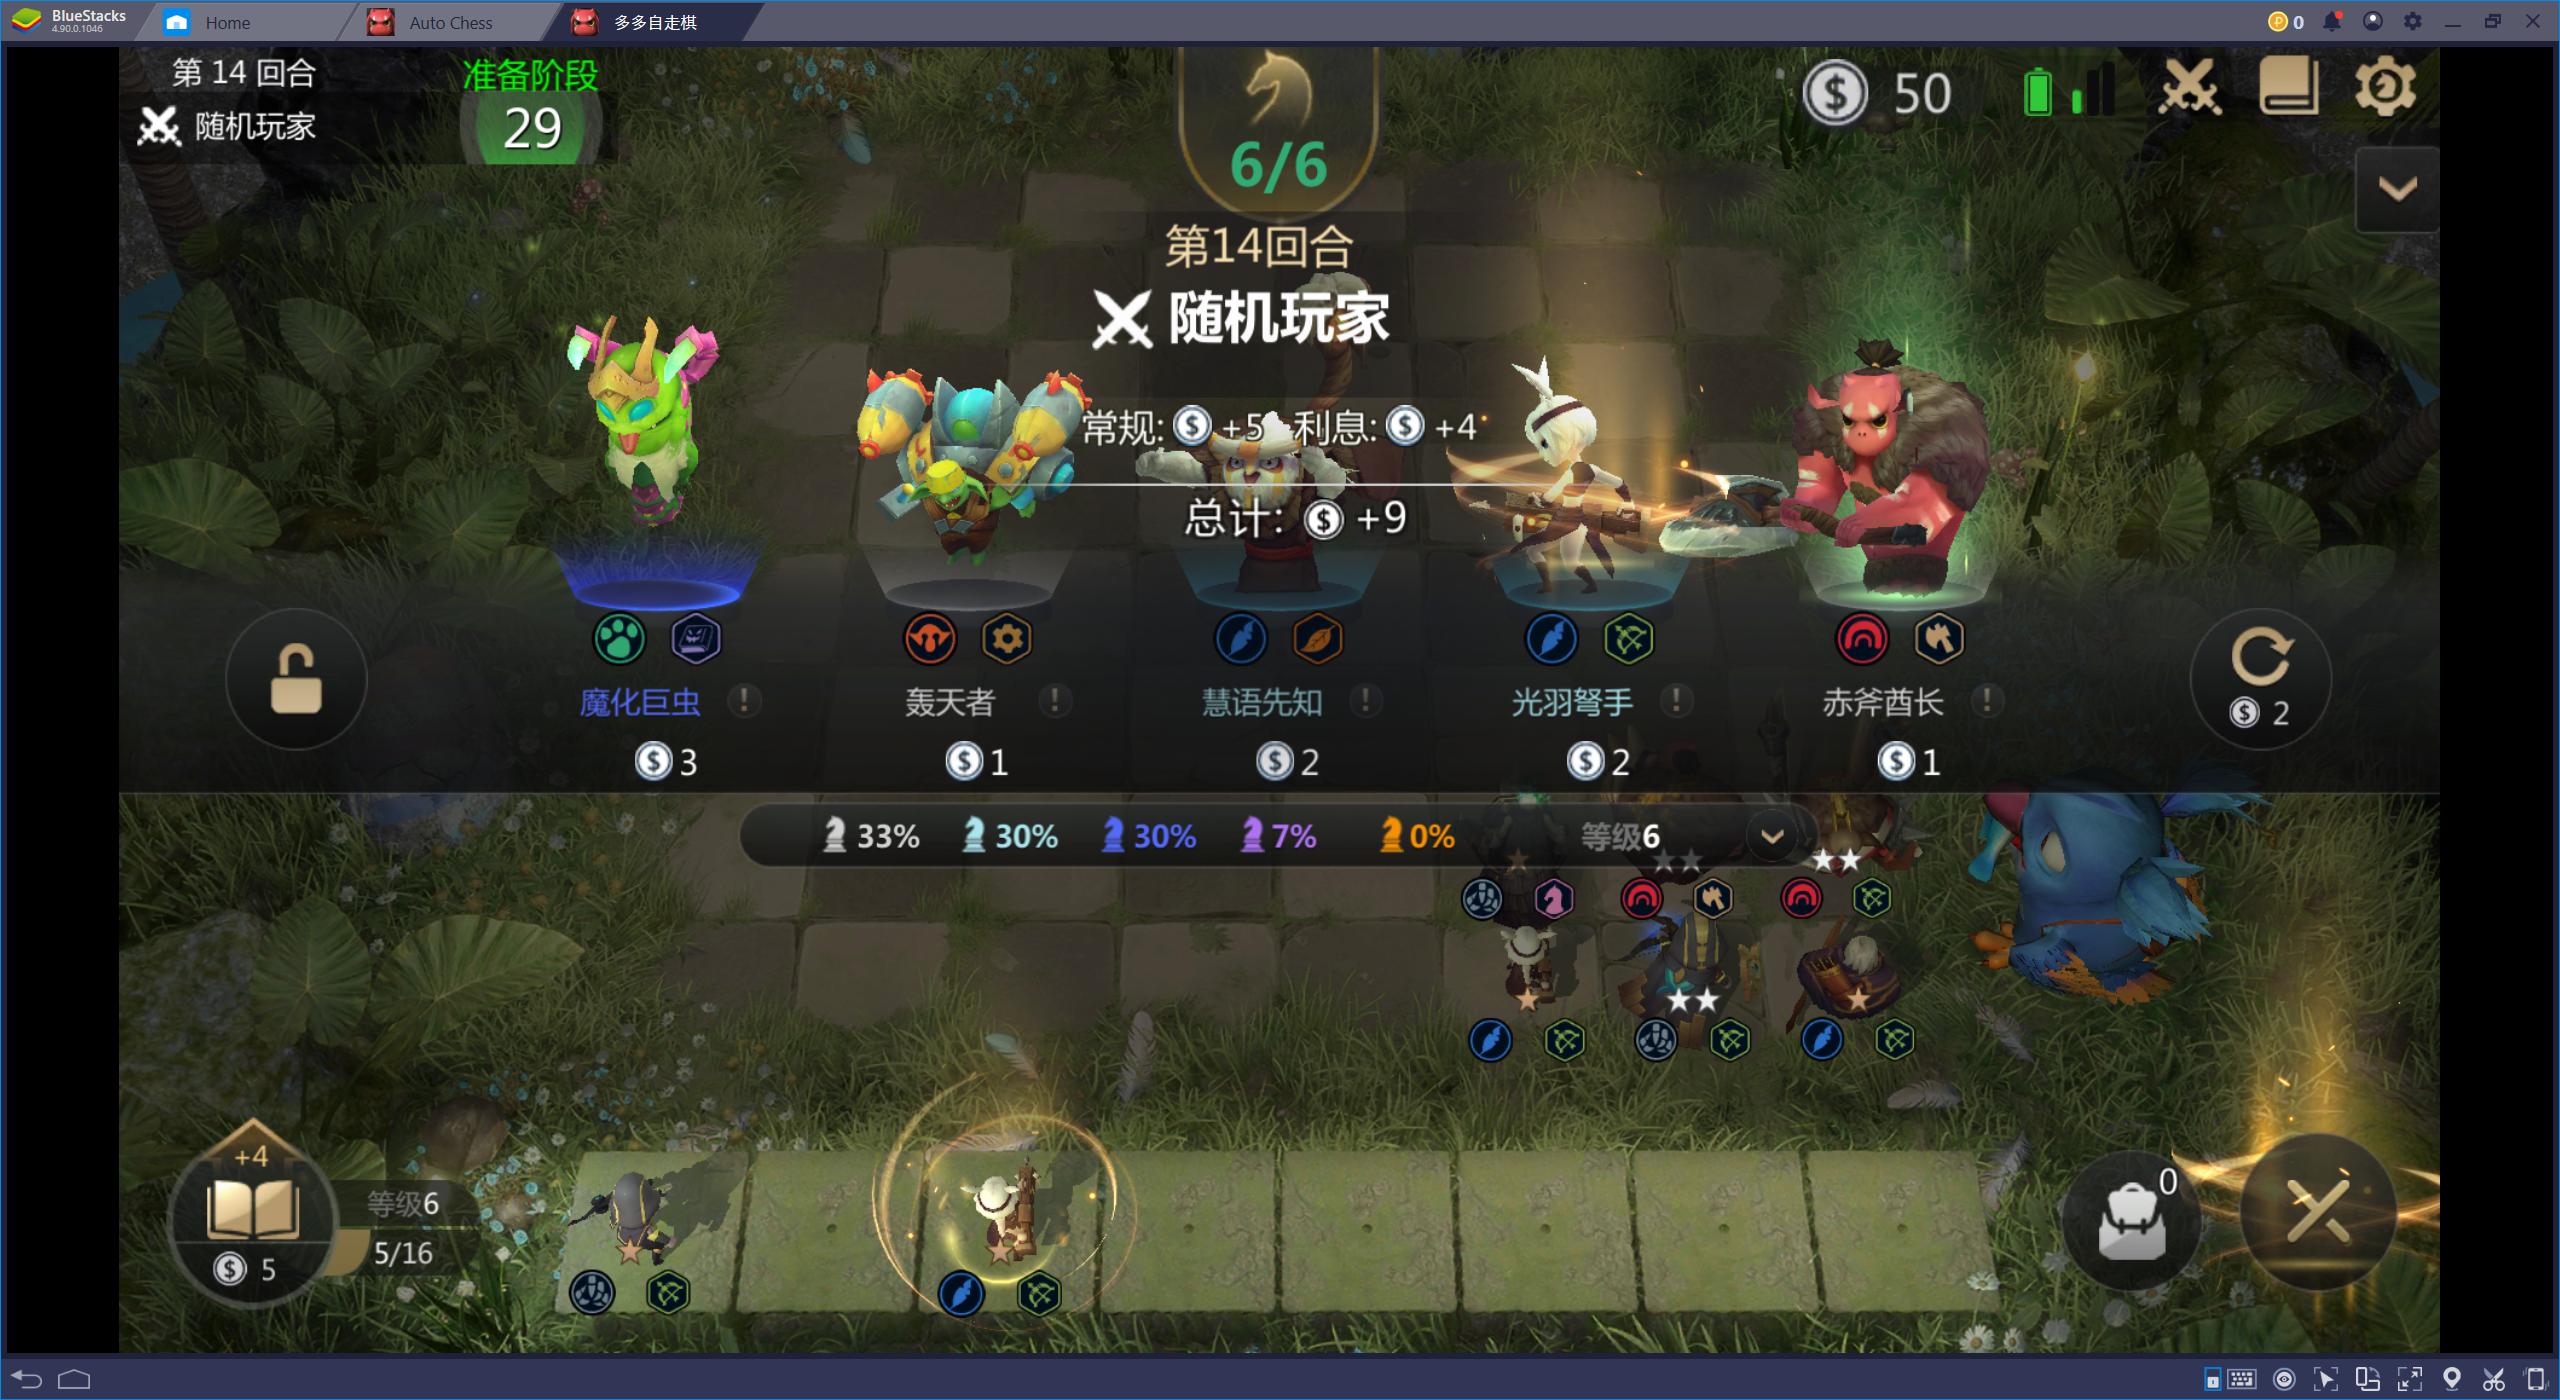 BlueStacks
4.90.0.1046
Home
Auto Chess
多多自走棋
0
第 14 回合
准备阶段
随机玩家
29
6/6
50
第14回合
随机玩家
常规: $ +5 利息: $ +4
总计: $ +9
魔化巨虫 !
轰天者 !
慧语先知 !
光羽弩手 !
赤斧酋长 !
$ 3
$ 1
$ 2
$ 2
$ 1
$ 2
33% 30% 30% 7% 0% 等级6
+4
等级6
5/16
$ 5
0